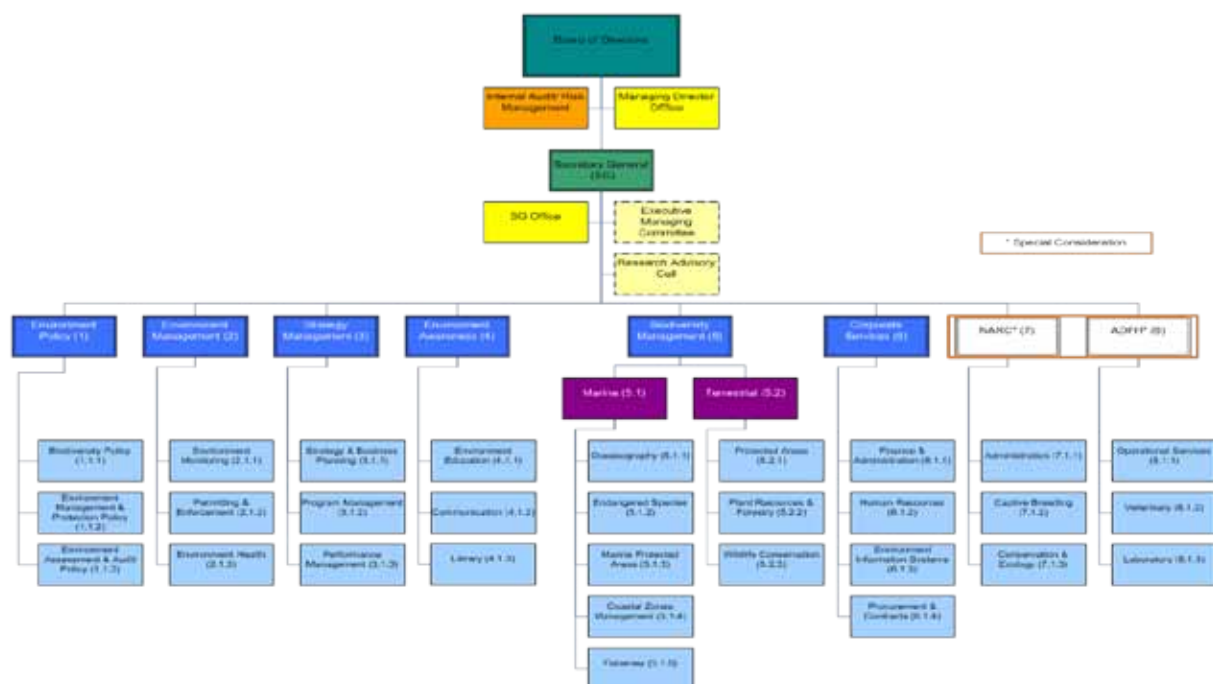 Board of Directors
Internal Audit/ Risk
Management
Managing Director
Office
Secretary General
(SG)
SG Office
Executive
Managing
Committee
* Special Consideration
Research Advisory
Environment
Policy (1)
Environment
Management (2)
Strategy
Management (3)
Environment
Awareness (4)
Biodiversity
Management (5)
Corporate
Services (6)
NARC* (7)
Marine (5.1)
Terrestrial (5.2)
Biodiversity Policy
(1.1.1)
Environment
Monitoring (2.1.1)
Strategy & Business
Planning (3.1.1)
Environment
Education (4.1.1)
Oceanography (5.1.1)
Protected Areas
(5.2.1)
Finance &
Administration (6.1.1)
Administration (7.1.1)
Operational Services
(8.1.1)
Environment
Management &
Protection Policy
(1.1.2)
Permitting &
Enforcement (2.1.2)
Program Management
(3.1.2)
Communication (4.1.2)
Endangered Species
(5.1.2)
Plant Resources &
Forestry (5.2.2)
Human Resources
(6.1.2)
Captive Breeding
(7.1.2)
Veterinary (8.1.2)
Environment
Assessment & Audit
Policy (1.1.3)
Environment Health
(2.1.3)
Performance
Management (3.1.3)
Library (4.1.3)
Marine Protected
Areas (5.1.3)
Wildlife Conservation
(5.2.3)
Environment
Information Systems
(6.1.3)
Conservation &
Ecology (7.1.3)
Laboratory (8.1.3)
Coastal Zones
Management (5.1.4)
Procurement &
Contracts (6.1.4)
Fisheries (5.1.5)